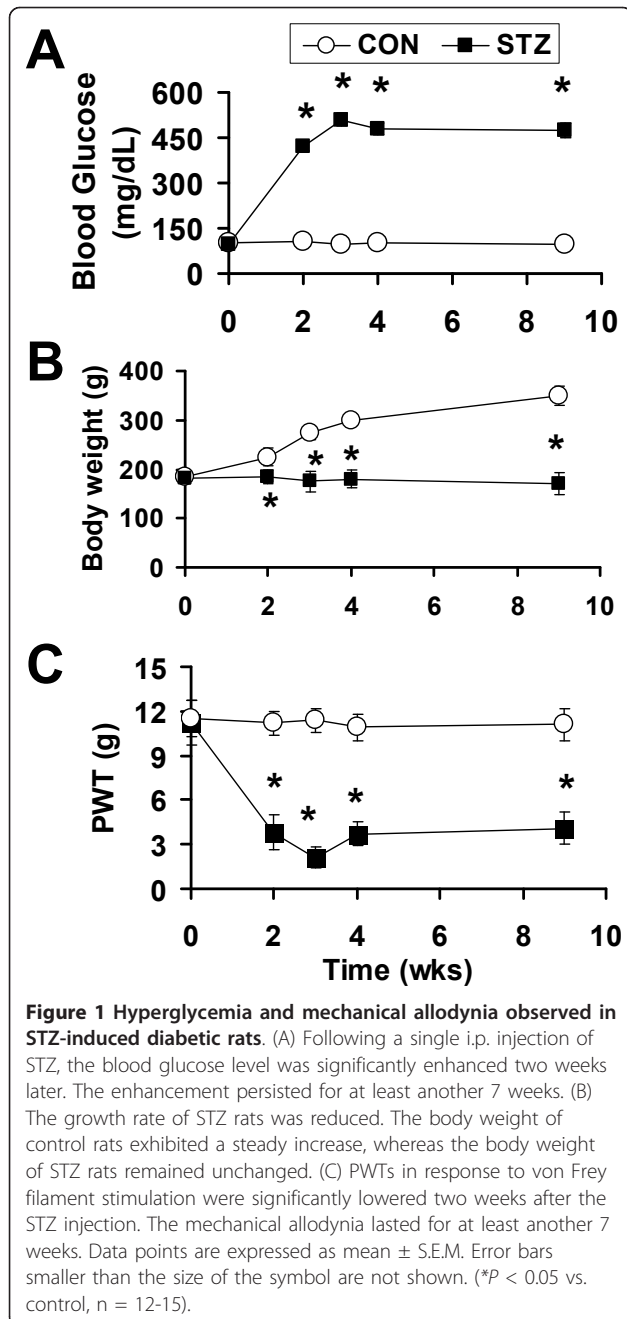 A
CON STZ
Blood Glucose
(mg/dL)
600
450
300
150
0
* * * *
0 2 4 6 8 10
B
Body weight (g)
400
300
200
100
0
* * * *
0 2 4 6 8 10
C
PWT (g)
15
12
9
6
3
0
* * * *
0 2 4 6 8 10
Time (wks)
Figure 1 Hyperglycemia and mechanical allodynia observed in
STZ-induced diabetic rats. (A) Following a single i.p. injection of
STZ, the blood glucose level was significantly enhanced two weeks
later. The enhancement persisted for at least another 7 weeks. (B)
The growth rate of STZ rats was reduced. The body weight of
control rats exhibited a steady increase, whereas the body weight
of STZ rats remained unchanged. (C) PWTs in response to von Frey
filament stimulation were significantly lowered two weeks after the
STZ injection. The mechanical allodynia lasted for at least another 7
weeks. Data points are expressed as mean ± S.E.M. Error bars
smaller than the size of the symbol are not shown. (*P < 0.05 vs.
control, n = 12-15).